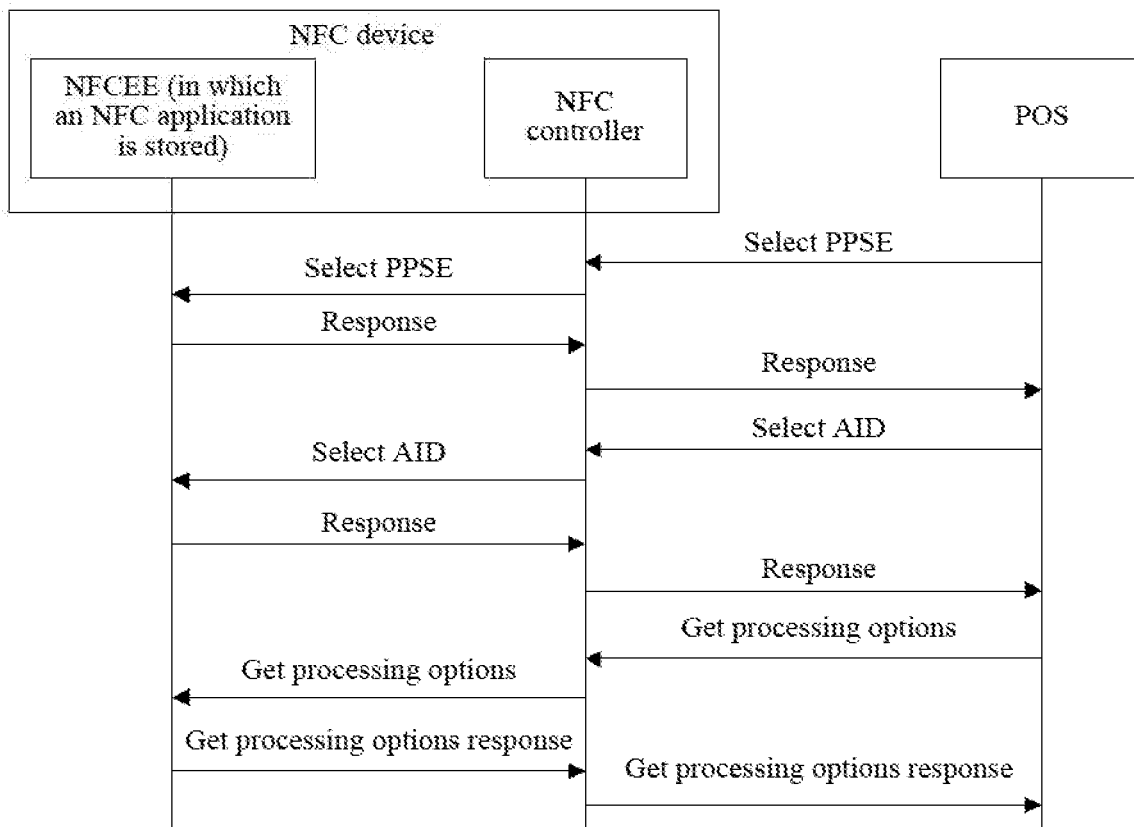 NFC device
NFCEE (in which
an NFC application
is stored)
NFC
controller
POS
Select PPSE
Select PPSE
Response
Response
Select AID
Select AID
Response
Response
Get processing options
Get processing options
Get processing options response
Get processing options response